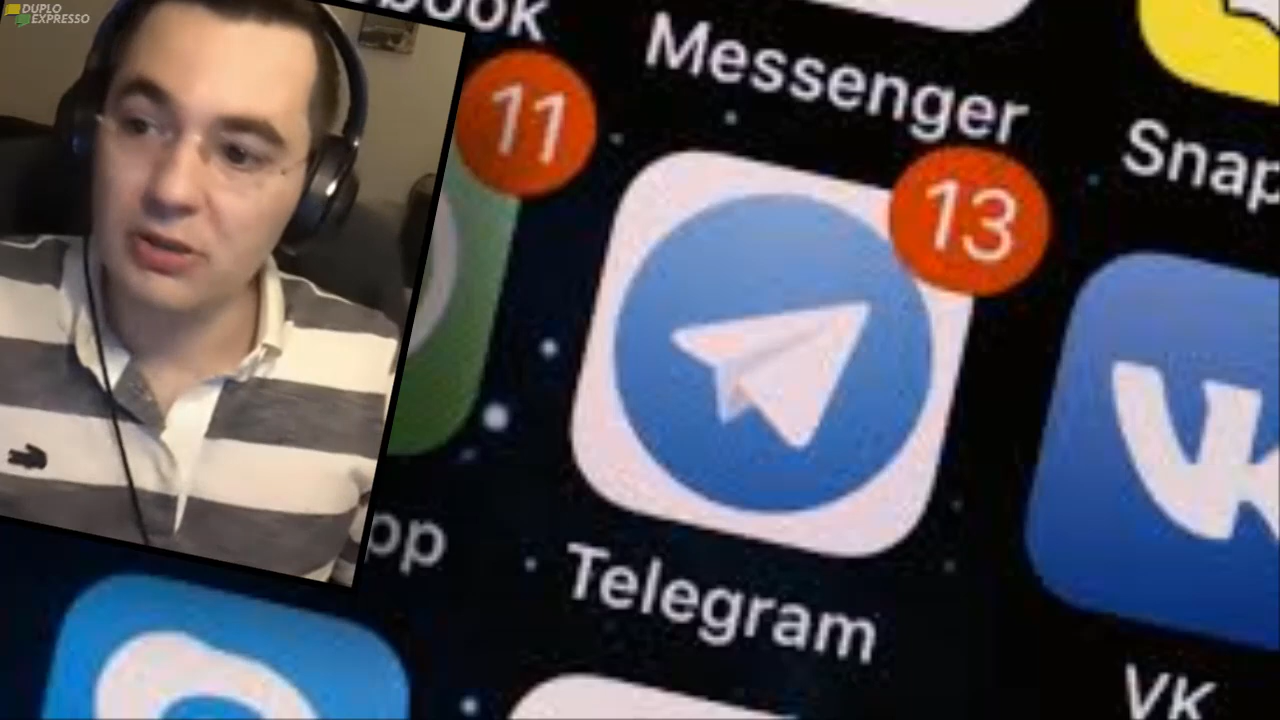 DUPLO
EXPRESSO
book
Messenger
Snap
11
13
pp
Telegram
VK